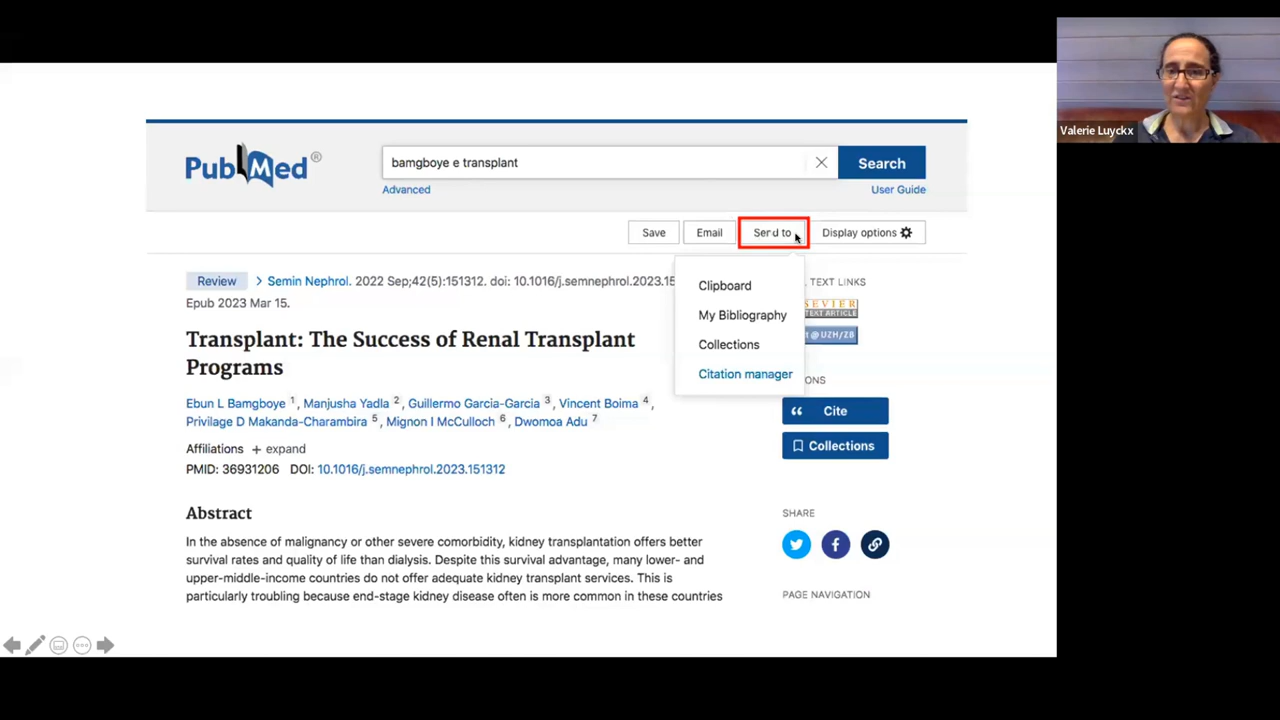 Valerie Luyckx
PubMed®
bamgboye e transplant
Search
Advanced
User Guide
Save
Email
Send to
Display options
Review
Semin Nephrol. 2022 Sep;42(5):151312. doi: 10.1016/j.semnephrol.2023.15
Epub 2023 Mar 15.
Clipboard
My Bibliography
Collections
Citation manager
TEXT LINKS
SEVIER
TEXT ARTICLE
@ UZH/ZB
Transplant: The Success of Renal Transplant
Programs
Ebun L Bamgboye 1, Manjusha Yadla 2, Guillermo Garcia-Garcia 3, Vincent Boima 4,
Privilage D Makanda-Charambira 5, Mignon I McCulloch 6, Dwomoa Adu 7
Affiliations + expand
PMID: 36931206 DOI: 10.1016/j.semnephrol.2023.151312
IONS
Cite
Collections
Abstract
In the absence of malignancy or other severe comorbidity, kidney transplantation offers better
survival rates and quality of life than dialysis. Despite this survival advantage, many lower- and
upper-middle-income countries do not offer adequate kidney transplant services. This is
particularly troubling because end-stage kidney disease often is more common in these countries
SHARE
PAGE NAVIGATION